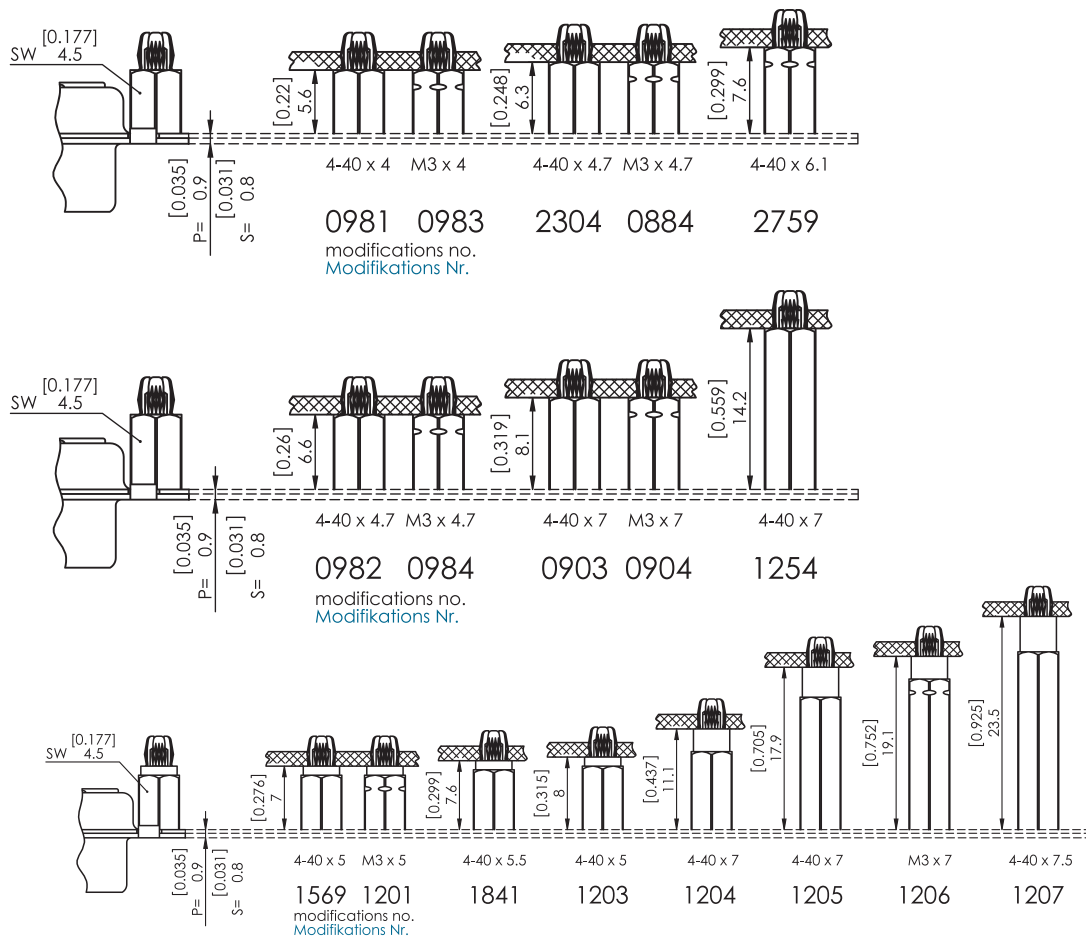 [0.177]
SW 4.5
[0.22]
5.6
[0.248]
6.3
[0.299]
7.6
4-40 x 4 M3 x 4 4-40 x 4.7 M3 x 4.7 4-40 x 6.1
P= 0.9 [0.035]
S= 0.8 [0.031]
0981 0983 2304 0884 2759
modifications no.
Modifikations Nr.
[0.177]
SW 4.5
[0.26]
6.6
[0.319]
8.1
[0.559]
14.2
4-40 x 4.7 M3 x 4.7 4-40 x 7 M3 x 7 4-40 x 7
P= 0.9 [0.035]
S= 0.8 [0.031]
0982 0984 0903 0904 1254
modifications no.
Modifikations Nr.
[0.177]
SW 4.5
[0.276]
7
[0.299]
7.6
[0.315]
8
[0.437]
11.1
[0.705]
17.9
[0.752]
19.1
[0.925]
23.5
4-40 x 5 M3 x 5 4-40 x 5.5 4-40 x 5 4-40 x 7 4-40 x 7 M3 x 7 4-40 x 7.5
P= 0.9 [0.035]
S= 0.8 [0.031]
1569 1201 1841 1203 1204 1205 1206 1207
modifications no.
Modifikations Nr.